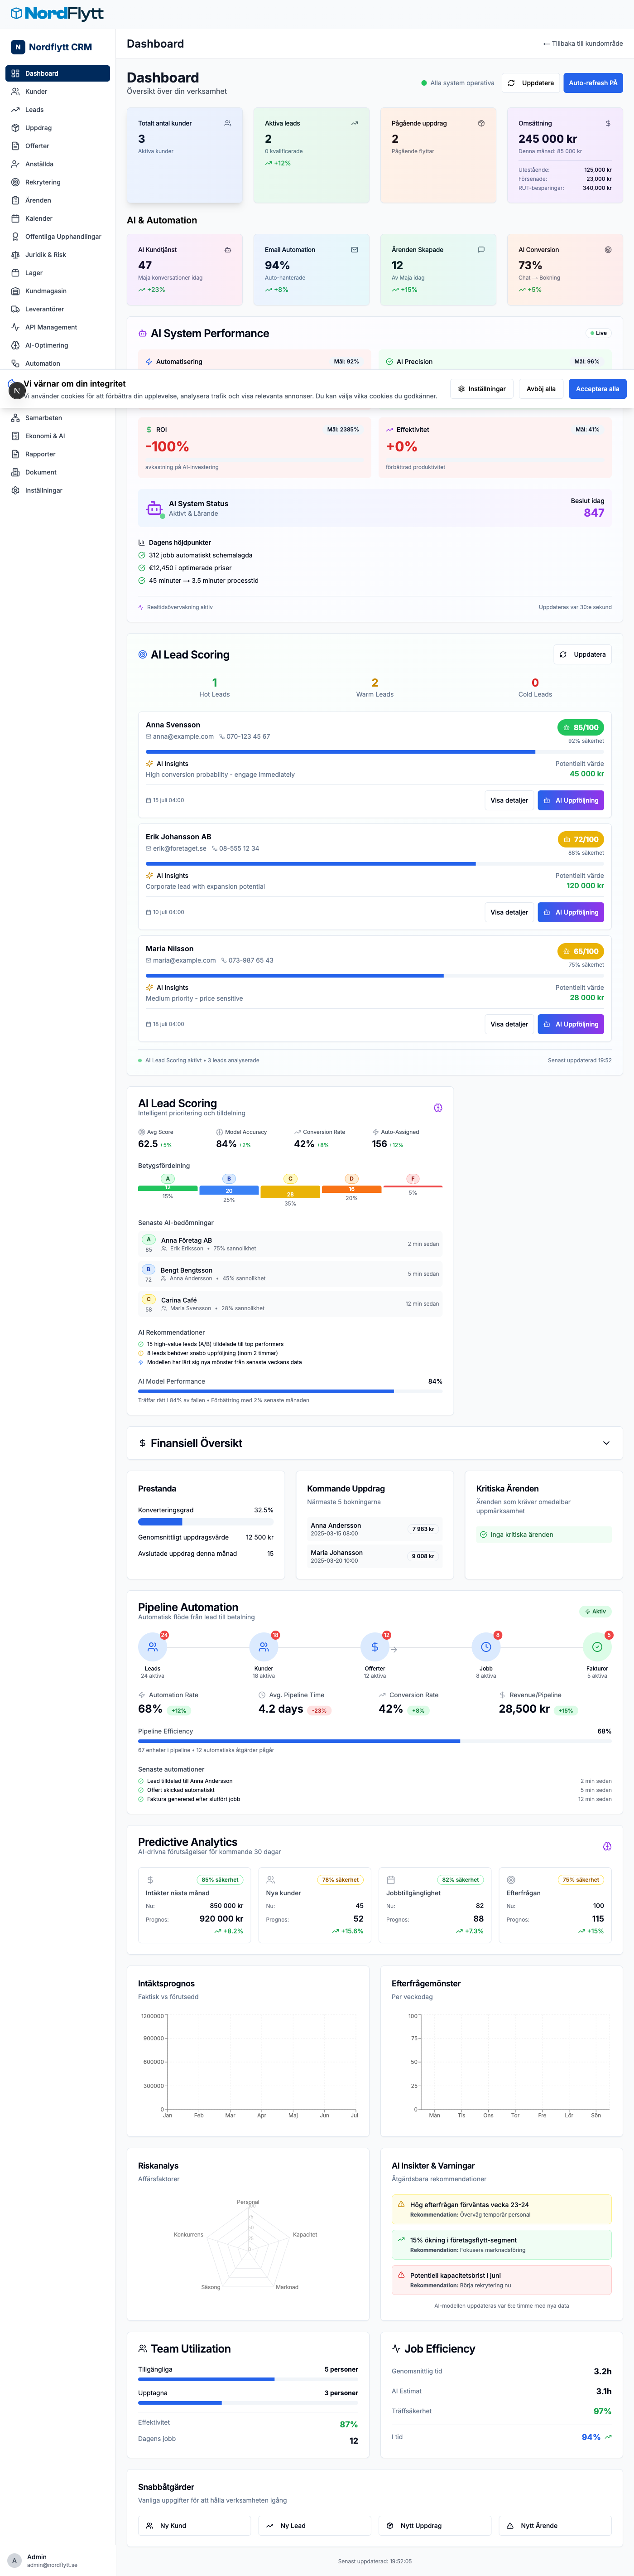 NordFlytt
N Nordflytt CRM
Dashboard
Kunder
Leads
Uppdrag
Offerter
Anställda
Rekrytering
Ärenden
Kalender
Offentliga Upphandlingar
Juridik & Risk
Lager
Kundmagasin
Leverantörer
API Management
AI-Optimering
Automation
Samarbeten
Ekonomi & AI
Rapporter
Dokument
Inställningar
A Admin
admin@nordflytt.se
Dashboard
← Tillbaka till kundområde
Dashboard
Översikt över din verksamhet
Alla system operativa
Uppdatera
Auto-refresh PÅ
Totalt antal kunder
3
Aktiva kunder
Aktiva leads
2
0 kvalificerade
+12%
Pågående uppdrag
2
Pågående flyttar
Omsättning
245 000 kr
Denna månad: 85 000 kr
Utestående: 125,000 kr
Försenade: 23,000 kr
RUT-besparingar: 340,000 kr
AI & Automation
AI Kundtjänst
47
Maja konversationer idag
+23%
Email Automation
94%
Auto-hanterade
+8%
Ärenden Skapade
12
Av Maja idag
+15%
AI Conversion
73%
Chat → Bokning
+5%
AI System Performance
Live
Automatisering Mål: 92%
AI Precision Mål: 96%
Vi värnar om din integritet
Vi använder cookies för att förbättra din upplevelse, analysera trafik och visa relevanta annonser. Du kan välja vilka cookies du godkänner.
Inställningar
Avböj alla
Acceptera alla
N
ROI Mål: 2385%
-100%
avkastning på AI-investering
Effektivitet Mål: 41%
+0%
förbättrad produktivitet
AI System Status
Aktivt & Lärande
Beslut idag
847
Dagens höjdpunkter
312 jobb automatiskt schemalagda
€12,450 i optimerade priser
45 minuter → 3.5 minuter processtid
Realtidsövervakning aktiv
Uppdateras var 30:e sekund
AI Lead Scoring
Uppdatera
1
Hot Leads
2
Warm Leads
0
Cold Leads
Anna Svensson
anna@example.com 070-123 45 67
85/100
92% säkerhet
AI Insights
High conversion probability - engage immediately
Potentiellt värde
45 000 kr
15 juli 04:00
Visa detaljer
AI Uppföljning
Erik Johansson AB
erik@foretaget.se 08-555 12 34
72/100
88% säkerhet
AI Insights
Corporate lead with expansion potential
Potentiellt värde
120 000 kr
10 juli 04:00
Visa detaljer
AI Uppföljning
Maria Nilsson
maria@example.com 073-987 65 43
65/100
75% säkerhet
AI Insights
Medium priority - price sensitive
Potentiellt värde
28 000 kr
18 juli 04:00
Visa detaljer
AI Uppföljning
AI Lead Scoring aktivt • 3 leads analyserade
Senast uppdaterad 19:52
AI Lead Scoring
Intelligent prioritering och tilldelning
Avg Score
62.5 +5%
Model Accuracy
84% +2%
Conversion Rate
42% +8%
Auto-Assigned
156 +12%
Betygsfördelning
A B C D F
12 20 28 16
15% 25% 35% 20% 5%
Senaste AI-bedömningar
A
85
Anna Företag AB
Erik Eriksson • 75% sannolikhet
2 min sedan
B
72
Bengt Bengtsson
Anna Andersson • 45% sannolikhet
5 min sedan
C
58
Carina Café
Maria Svensson • 28% sannolikhet
12 min sedan
AI Rekommendationer
15 high-value leads (A/B) tilldelade till top performers
8 leads behöver snabb uppföljning (inom 2 timmar)
Modellen har lärt sig nya mönster från senaste veckans data
AI Model Performance 84%
Träffar rätt i 84% av fallen • Förbättring med 2% senaste månaden
Finansiell Översikt
Prestanda
Konverteringsgrad 32.5%
Genomsnittligt uppdragsvärde 12 500 kr
Avslutade uppdrag denna månad 15
Kommande Uppdrag
Närmaste 5 bokningarna
Anna Andersson
2025-03-15 08:00
7 983 kr
Maria Johansson
2025-03-20 10:00
9 008 kr
Kritiska Ärenden
Ärenden som kräver omedelbar
uppmärksamhet
Inga kritiska ärenden
Pipeline Automation
Automatisk flöde från lead till betalning
Aktiv
24
Leads
24 aktiva
18
Kunder
18 aktiva
12
Offerter
12 aktiva
8
Jobb
8 aktiva
5
Fakturor
5 aktiva
Automation Rate
68% +12%
Avg. Pipeline Time
4.2 days -23%
Conversion Rate
42% +8%
Revenue/Pipeline
28,500 kr +15%
Pipeline Efficiency 68%
67 enheter i pipeline • 12 automatiska åtgärder pågår
Senaste automationer
Lead tilldelad till Anna Andersson 2 min sedan
Offert skickad automatiskt 5 min sedan
Faktura genererad efter slutfört jobb 12 min sedan
Predictive Analytics
AI-drivna förutsägelser för kommande 30 dagar
85% säkerhet
Intäkter nästa månad
Nu: 850 000 kr
Prognos: 920 000 kr
+8.2%
78% säkerhet
Nya kunder
Nu: 45
Prognos: 52
+15.6%
82% säkerhet
Jobbtillgänglighet
Nu: 82
Prognos: 88
+7.3%
75% säkerhet
Efterfrågan
Nu: 100
Prognos: 115
+15%
Intäktsprognos
Faktisk vs förutsedd
1200000
900000
600000
300000
0
Jan Feb Mar Apr Maj Jun Jul
Efterfrågemönster
Per veckodag
100
75
50
25
0
Mån Tis Ons Tor Fre Lör Sön
Riskanalys
Affärsfaktorer
Personal
Konkurrens Kapacitet
Säsong Marknad
AI Insikter & Varningar
Åtgärdsbara rekommendationer
Hög efterfrågan förväntas vecka 23-24
Rekommendation: Överväg temporär personal
15% ökning i företagsflytt-segment
Rekommendation: Fokusera marknadsföring
Potentiell kapacitetsbrist i juni
Rekommendation: Börja rekrytering nu
AI-modellen uppdateras var 6:e timme med nya data
Team Utilization
Tillgängliga 5 personer
Upptagna 3 personer
Effektivitet 87%
Dagens jobb 12
Job Efficiency
Genomsnittlig tid 3.2h
AI Estimat 3.1h
Träffsäkerhet 97%
I tid 94%
Snabbåtgärder
Vanliga uppgifter för att hålla verksamheten igång
Ny Kund
Ny Lead
Nytt Uppdrag
Nytt Ärende
Senast uppdaterad: 19:52:05